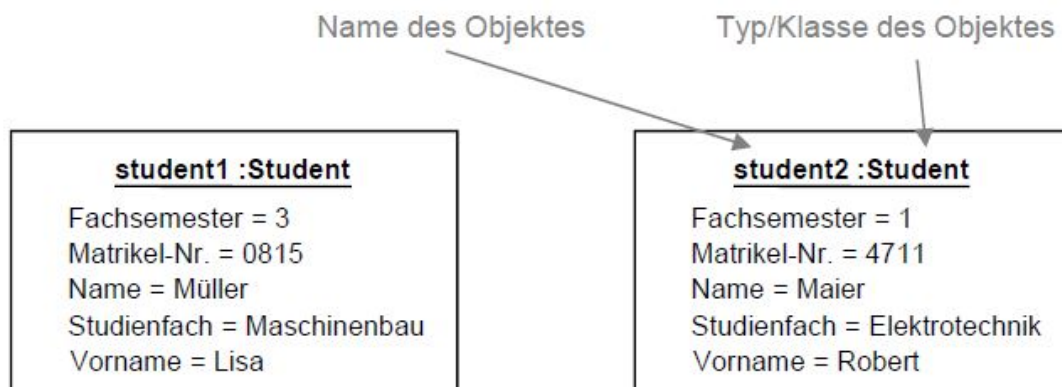 Name des Objektes
Typ/Klasse des Objektes
student1 :Student
Fachsemester = 3
Matrikel-Nr. = 0815
Name = Müller
Studienfach = Maschinenbau
Vorname = Lisa
student2 :Student
Fachsemester = 1
Matrikel-Nr. = 4711
Name = Maier
Studienfach = Elektrotechnik
Vorname = Robert